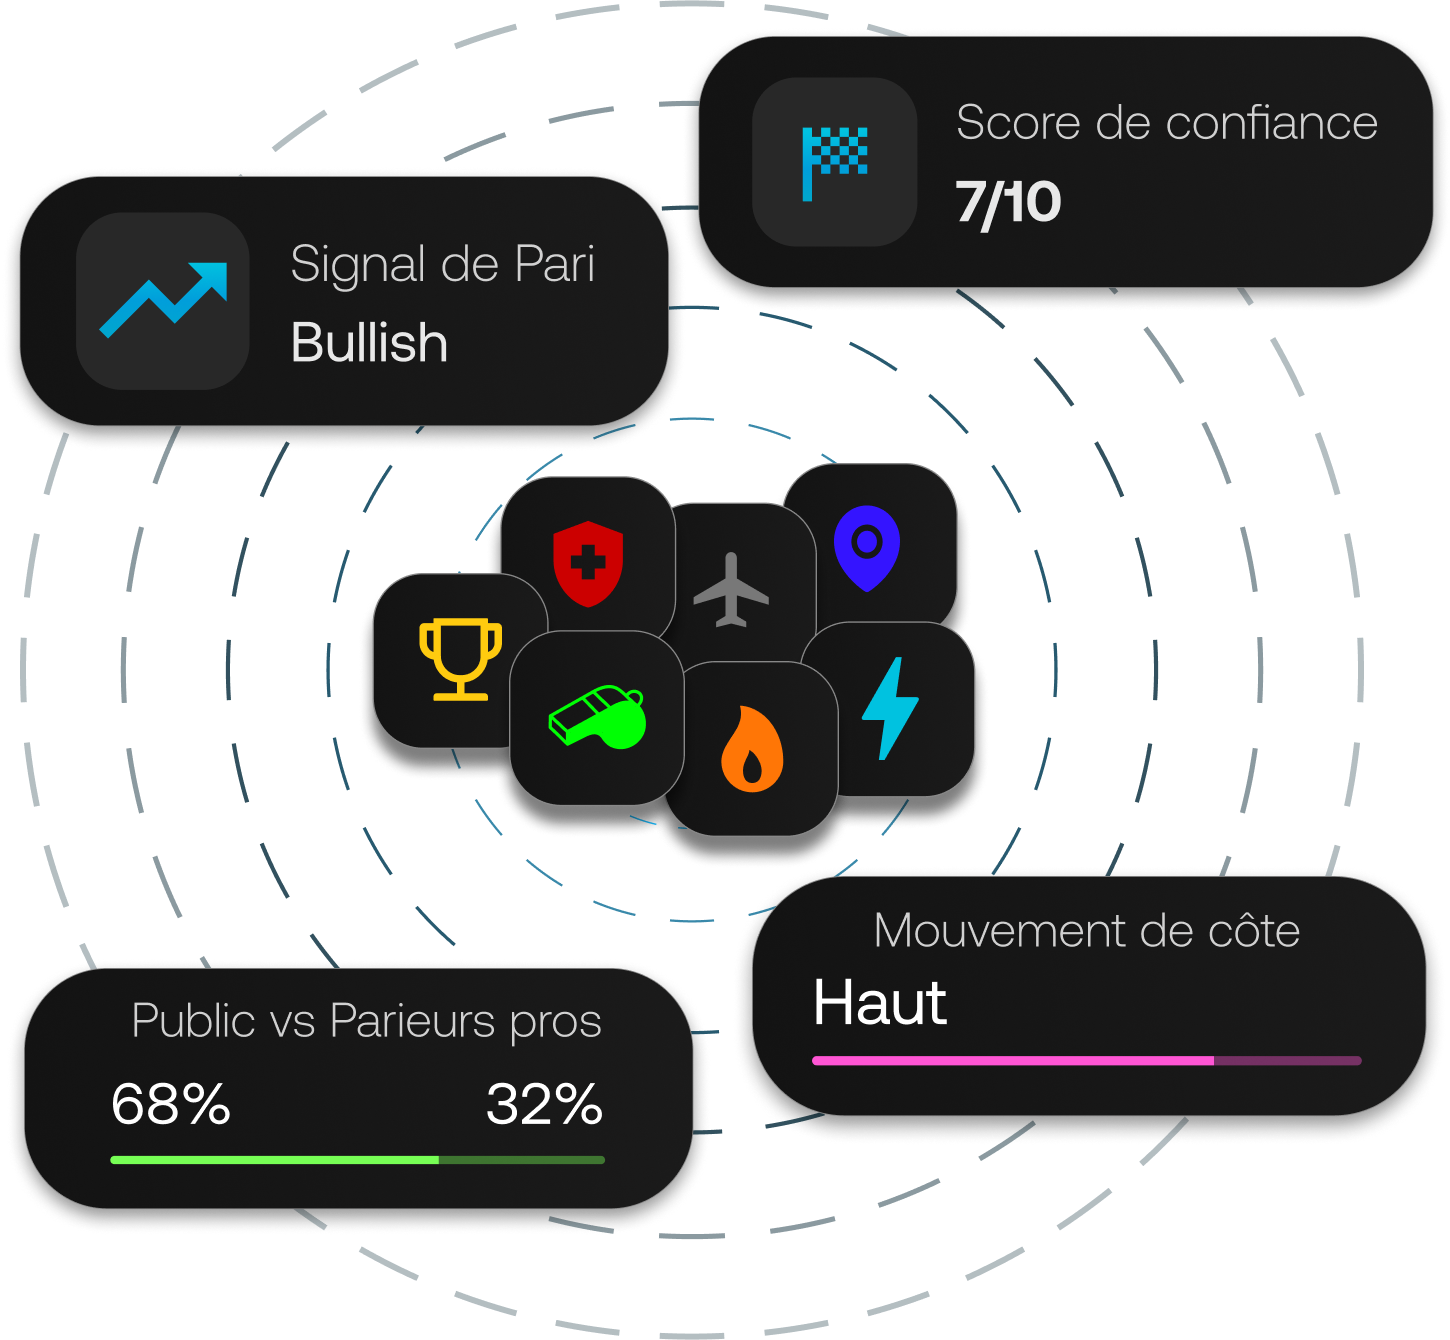 Score de confiance
7/10
Signal de Pari
Bullish
Mouvement de côte
Haut
Public vs Parieurs pros
68% 32%